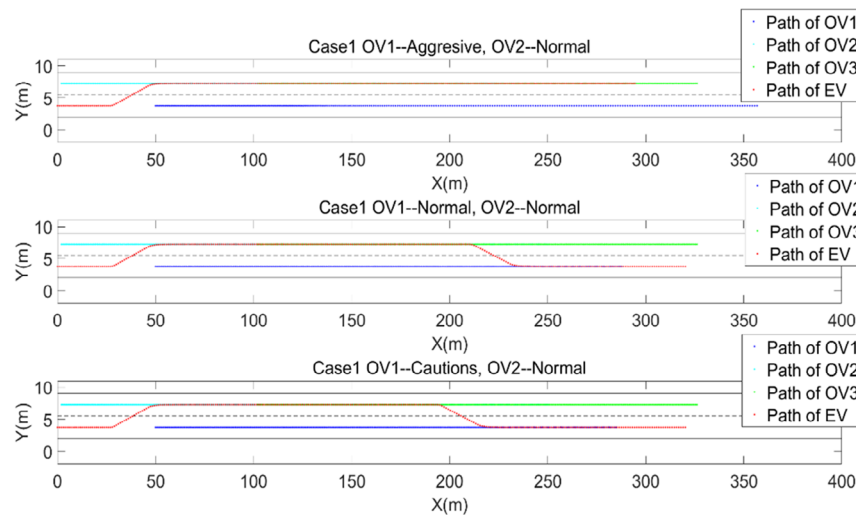 Case1 OV1--Aggresive, OV2--Normal
Path of OV1
Path of OV2
Path of OV3
Path of EV
Y(m)
10
5
0
0 50 100 150 200 250 300 350 400
X(m)
Case1 OV1--Normal, OV2--Normal
Path of OV1
Path of OV2
Path of OV3
Path of EV
Y(m)
10
5
0
0 50 100 150 200 250 300 350 400
X(m)
Case1 OV1--Cautions, OV2--Normal
Path of OV1
Path of OV2
Path of OV3
Path of EV
Y(m)
10
5
0
0 50 100 150 200 250 300 350 400
X(m)